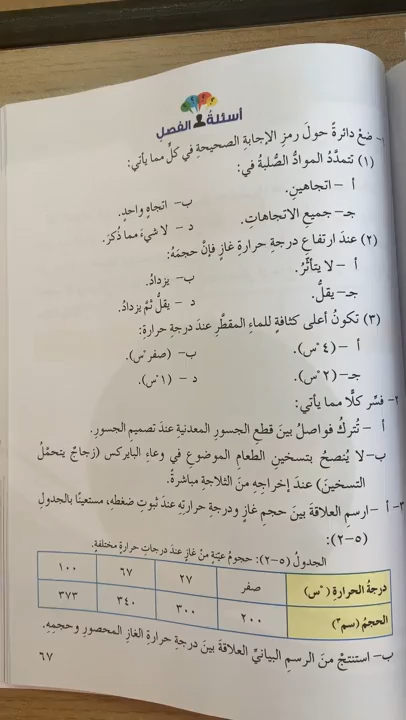 أسئلة الفصل
١- ضعْ دائرةً حولَ رمزِ الإجابةِ الصحيحةِ في كلٍّ مما يأتي:
(١) تتمدَّدُ الموادُّ الصُّلبةُ في:
أ - اتجاهينِ. ب- اتجاهٍ واحدٍ.
جـ- جميعِ الاتجاهاتِ. د - لا شيءَ مما ذُكرَ.
(٢) عندَ ارتفاعِ درجةِ حرارةِ غازٍ فإنَّ حجمَهُ:
أ - لا يتأثَّرُ. ب- يزدادُ.
جـ- يقلُّ. د - يقلُّ ثمَّ يزدادُ.
(٣) تكونُ أعلى كثافةٍ للماءِ المقطَّرِ عندَ درجةِ حرارةِ:
أ - (٤ °س). ب- (صفر °س).
جـ- (٢ °س). د - (١ °س).
٢- فسِّر كلًّا مما يأتي:
أ - تُتركُ فواصلُ بينَ قطعِ الجسورِ المعدنيةِ عندَ تصميمِ الجسورِ.
ب- لا يُنصحُ بتسخينِ الطعامِ الموضوعِ في وعاءِ البايركس (زجاجٌ يتحمَّلُ
التسخينَ) عندَ إخراجِهِ منَ الثلاجةِ مباشرةً.
٣- أ - ارسمِ العلاقةَ بينَ حجمِ غازٍ ودرجةِ حرارتِهِ عندَ ثبوتِ ضغطِه، مستعينًا بالجدولِ
(٥-٢):
الجدولُ (٥-٢): حجومُ عيّنةٍ منْ غازٍ عندَ درجاتِ حرارةٍ مختلفةٍ.
درجةُ الحرارةِ (°س) صفر ٢٧ ٦٧ ١٠٠
الحجمُ (سم٣) ٢٠٠ ٣٠٠ ٣٤٠ ٣٧٣
ب- استنتجْ منَ الرسمِ البيانيِّ العلاقةَ بينَ درجةِ حرارةِ الغازِ المحصورِ وحجمِهِ.
٦٧